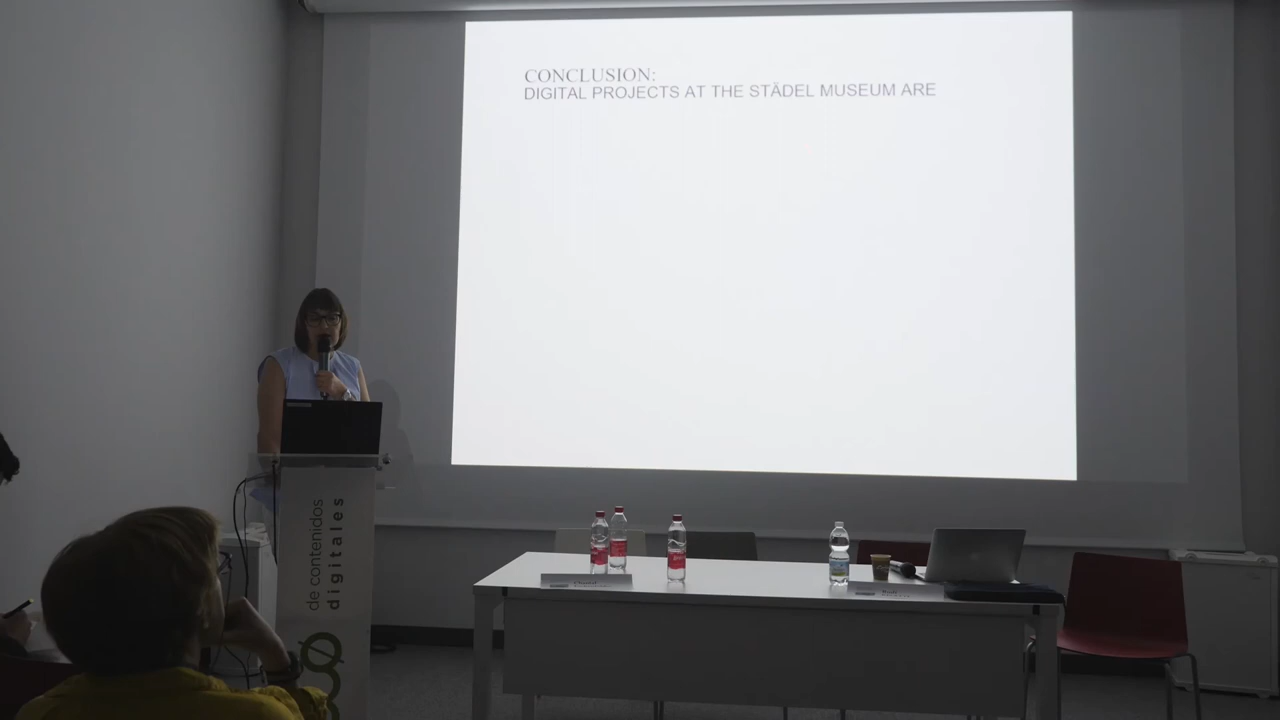 CONCLUSION:
DIGITAL PROJECTS AT THE STÄDEL MUSEUM ARE
de contenidos
digitales